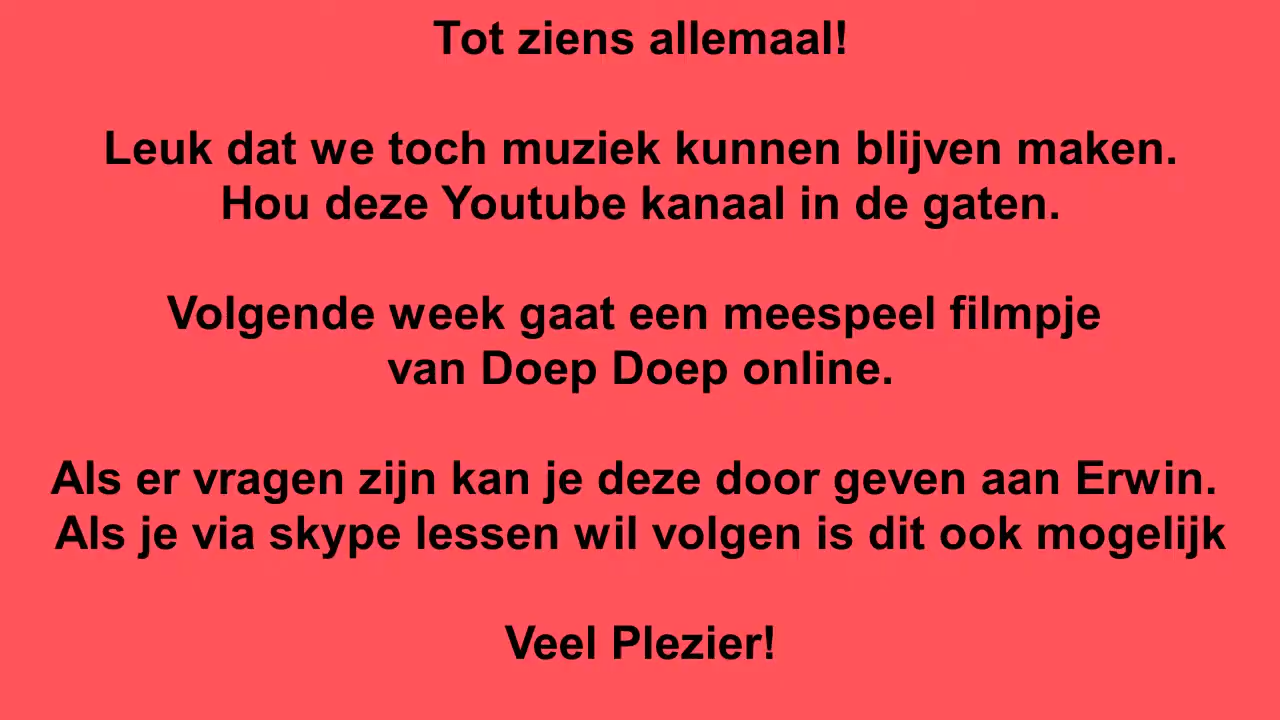 Tot ziens allemaal!
Leuk dat we toch muziek kunnen blijven maken.
Hou deze Youtube kanaal in de gaten.
Volgende week gaat een meespeel filmpje
van Doep Doep online.
Als er vragen zijn kan je deze door geven aan Erwin.
Als je via skype lessen wil volgen is dit ook mogelijk
Veel Plezier!